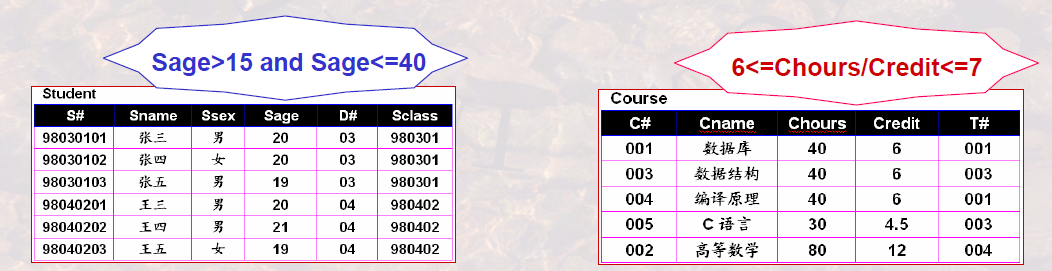 Sage>15 and Sage<=40
Student
S# Sname Ssex Sage D# Sclass
98030101 张三 男 20 03 980301
98030102 张四 女 20 03 980301
98030103 张五 男 19 03 980301
98040201 王三 男 20 04 980402
98040202 王四 男 21 04 980402
98040203 王五 女 19 04 980402
6<=Chours/Credit<=7
Course
C# Cname Chours Credit T#
001 数据库 40 6 001
003 数据结构 40 6 003
004 编译原理 40 6 001
005 C 语言 30 4.5 003
002 高等数学 80 12 004